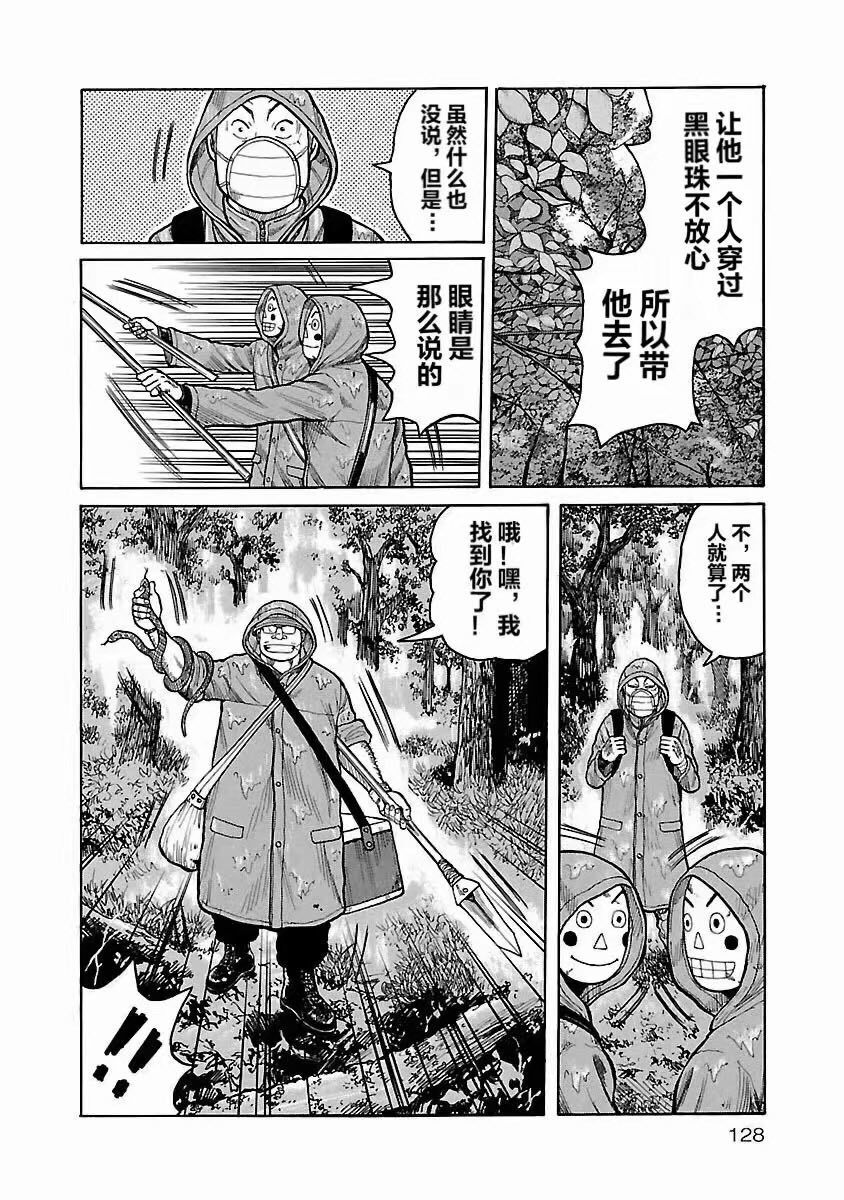 让他一个人穿过
黑眼珠不放心
所以带
他去了
虽然什么也
没说，但是…
眼睛是
那么说的
不，两个
人就算了…
哦！嘿，我
找到你了！
!!
128